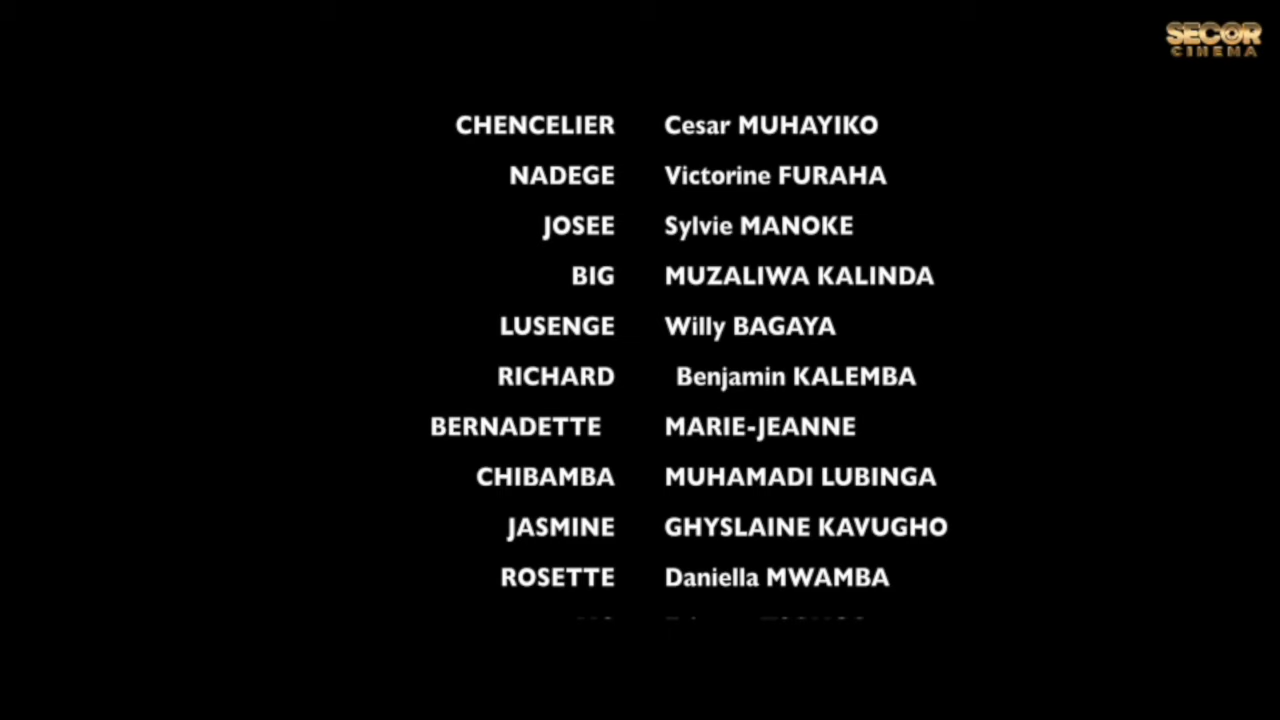 SECOR
CINEMA
CHENCELIER Cesar MUHAYIKO
NADEGE Victorine FURAHA
JOSEE Sylvie MANOKE
BIG MUZALIWA KALINDA
LUSENGE Willy BAGAYA
RICHARD Benjamin KALEMBA
BERNADETTE MARIE-JEANNE
CHIBAMBA MUHAMADI LUBINGA
JASMINE GHYSLAINE KAVUGHO
ROSETTE Daniella MWAMBA